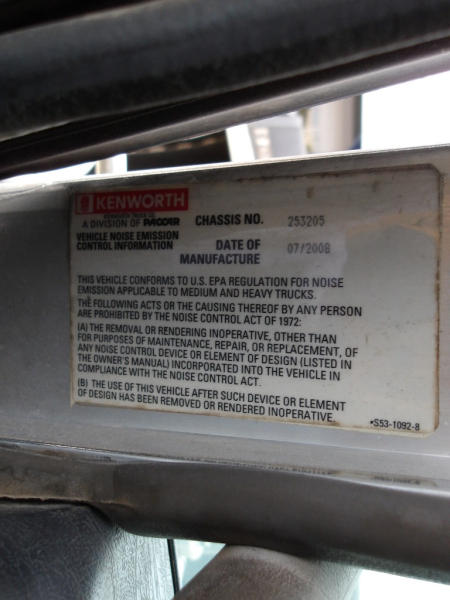 KENWORTH
KENWORTH TRUCK CO.
A DIVISION OF PACCAR CHASSIS NO. 253205
VEHICLE NOISE EMISSION
CONTROL INFORMATION DATE OF MANUFACTURE 07/2008
THIS VEHICLE CONFORMS TO U.S. EPA REGULATION FOR NOISE
EMISSION APPLICABLE TO MEDIUM AND HEAVY TRUCKS.
THE FOLLOWING ACTS OR THE CAUSING THEREOF BY ANY PERSON
ARE PROHIBITED BY THE NOISE CONTROL ACT OF 1972:
(A) THE REMOVAL OR RENDERING INOPERATIVE, OTHER THAN
FOR PURPOSES OF MAINTENANCE, REPAIR, OR REPLACEMENT, OF
ANY NOISE CONTROL DEVICE OR ELEMENT OF DESIGN (LISTED IN
THE OWNER'S MANUAL) INCORPORATED INTO THE VEHICLE IN
COMPLIANCE WITH THE NOISE CONTROL ACT.
(B) THE USE OF THIS VEHICLE AFTER SUCH DEVICE OR ELEMENT
OF DESIGN HAS BEEN REMOVED OR RENDERED INOPERATIVE.
*S53-1092-8